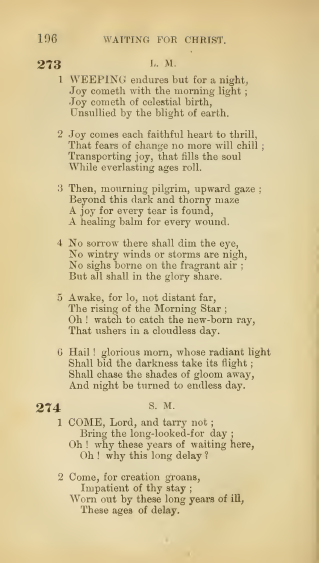 196 WAITING FOR CHRIST.
273 L. M.
1 WEEPING endures but for a night,
Joy cometh with the morning light ;
Joy cometh of celestial birth,
Unsullied by the blight of earth.
2 Joy comes each faithful heart to thrill,
That fears of change no more will chill ;
Transporting joy, that fills the soul
While everlasting ages roll.
3 Then, mourning pilgrim, upward gaze ;
Beyond this dark and thorny maze
A joy for every tear is found,
A healing balm for every wound.
4 No sorrow there shall dim the eye,
No wintry winds or storms are nigh,
No sighs borne on the fragrant air ;
But all shall in the glory share.
5 Awake, for lo, not distant far,
The rising of the Morning Star ;
Oh ! watch to catch the new-born ray,
That ushers in a cloudless day.
6 Hail ! glorious morn, whose radiant light
Shall bid the darkness take its flight ;
Shall chase the shades of gloom away,
And night be turned to endless day.
274 S. M.
1 COME, Lord, and tarry not ;
Bring the long-looked-for day ;
Oh ! why these years of waiting here,
Oh ! why this long delay ?
2 Come, for creation groans,
Impatient of thy stay ;
Worn out by these long years of ill,
These ages of delay.